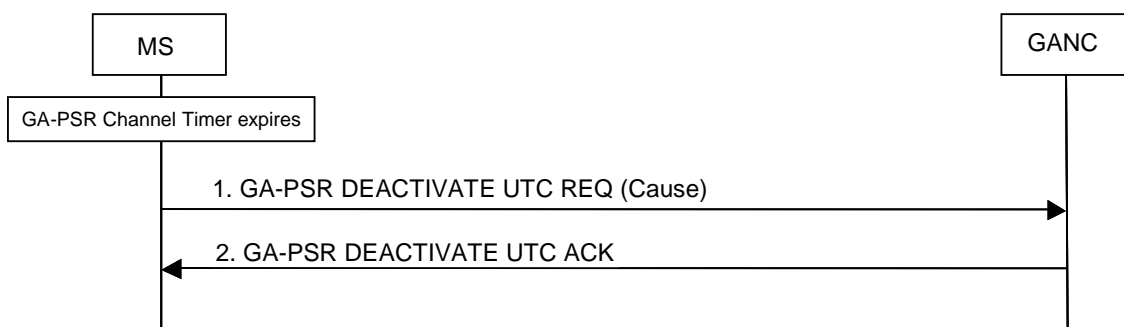 MS
GANC
GA-PSR Channel Timer expires
1. GA-PSR DEACTIVATE UTC REQ (Cause)
2. GA-PSR DEACTIVATE UTC ACK